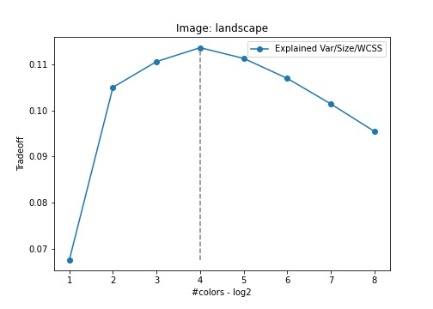 Image: landscape
Explained Var/Size/WCSS
Tradeoff
0.11
0.10
0.09
0.08
0.07
1 2 3 4 5 6 7 8
#colors - log2